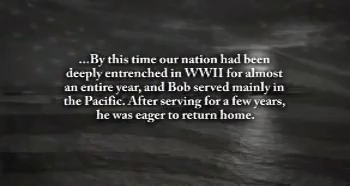 ...By this time our nation had been
deeply entrenched in WWII for almost
an entire year, and Bob served mainly in
the Pacific. After serving for a few years,
he was eager to return home.